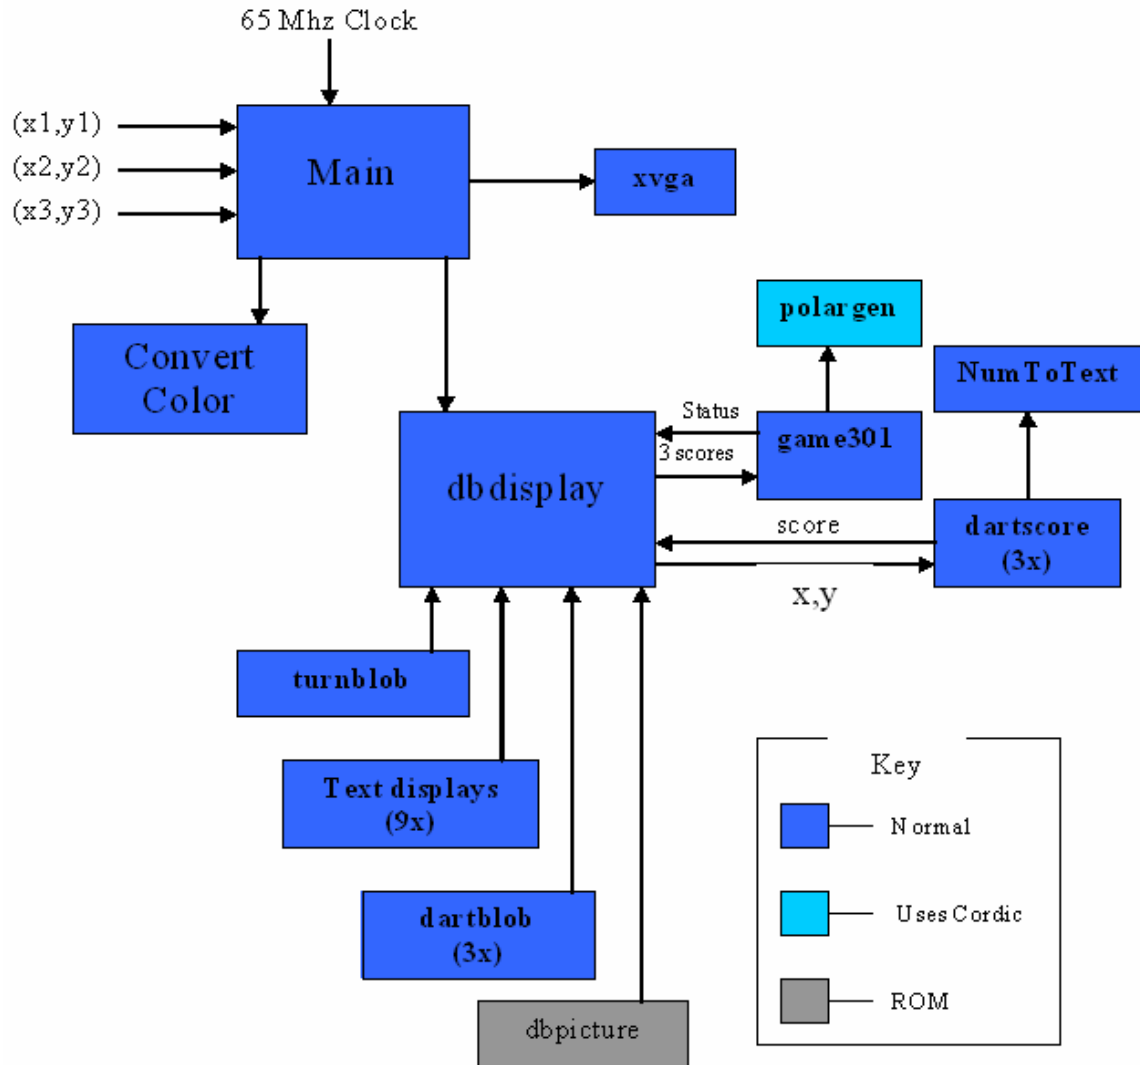 65 Mhz Clock
(x1,y1)
(x2,y2)
(x3,y3)
Main
xvga
Convert
Color
polargen
NumToText
Status
3 scores
game301
dbdisplay
score
dartscore
(3x)
x,y
turnblob
Text displays
(9x)
dartblob
(3x)
dbpicture
Key
Normal
Uses Cordic
ROM